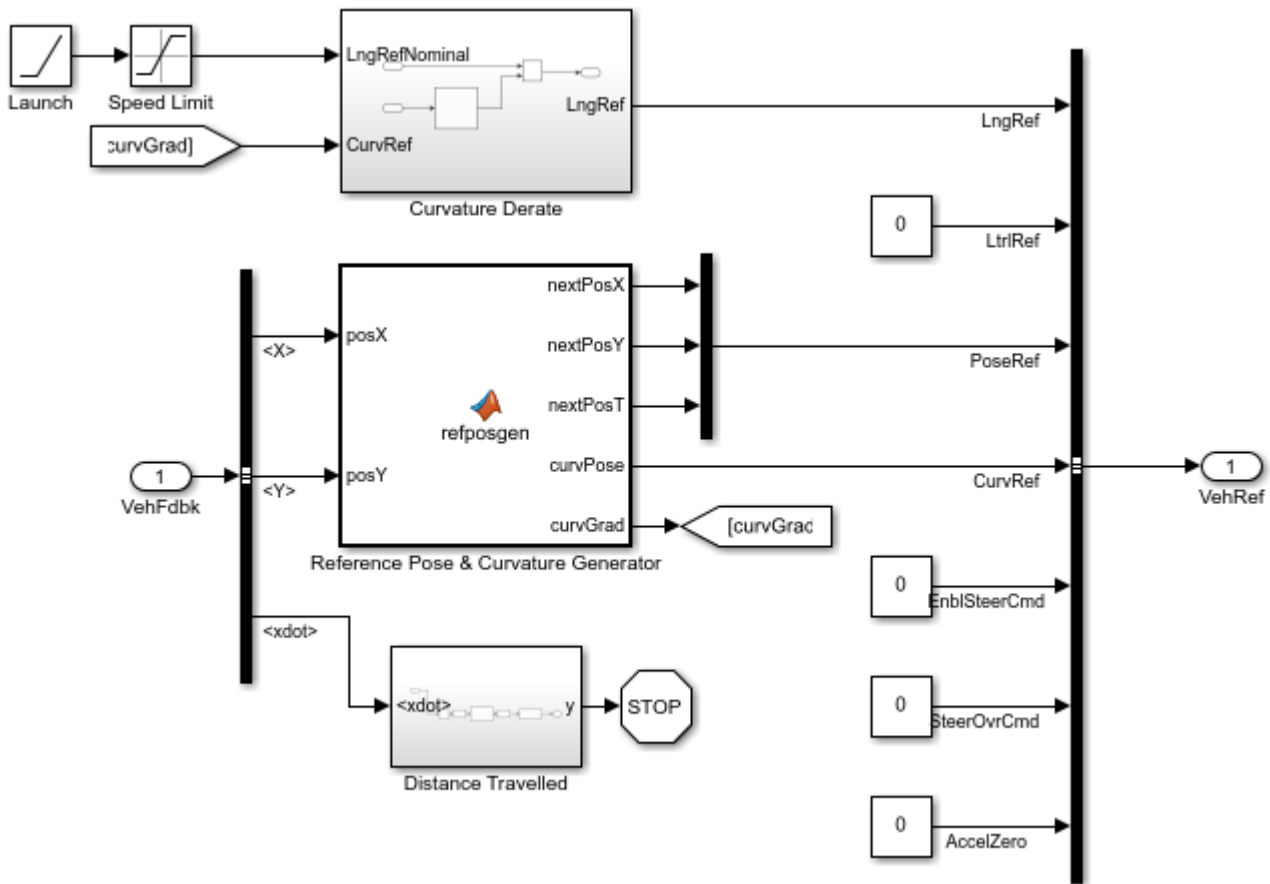 LngRefNominal
LngRef
CurvRef
Launch
Speed Limit
curvGrad]
Curvature Derate
LngRef
0
LtrlRef
posX
posY
refposgen
nextPosX
nextPosY
nextPosT
curvPose
curvGrad
Reference Pose & Curvature Generator
<X>
<Y>
<xdot>
1
VehFdbk
[curvGrad
PoseRef
CurvRef
1
VehRef
0
EnblSteerCmd
<xdot>
y
STOP
Distance Travelled
0
SteerOvrCmd
0
AccelZero